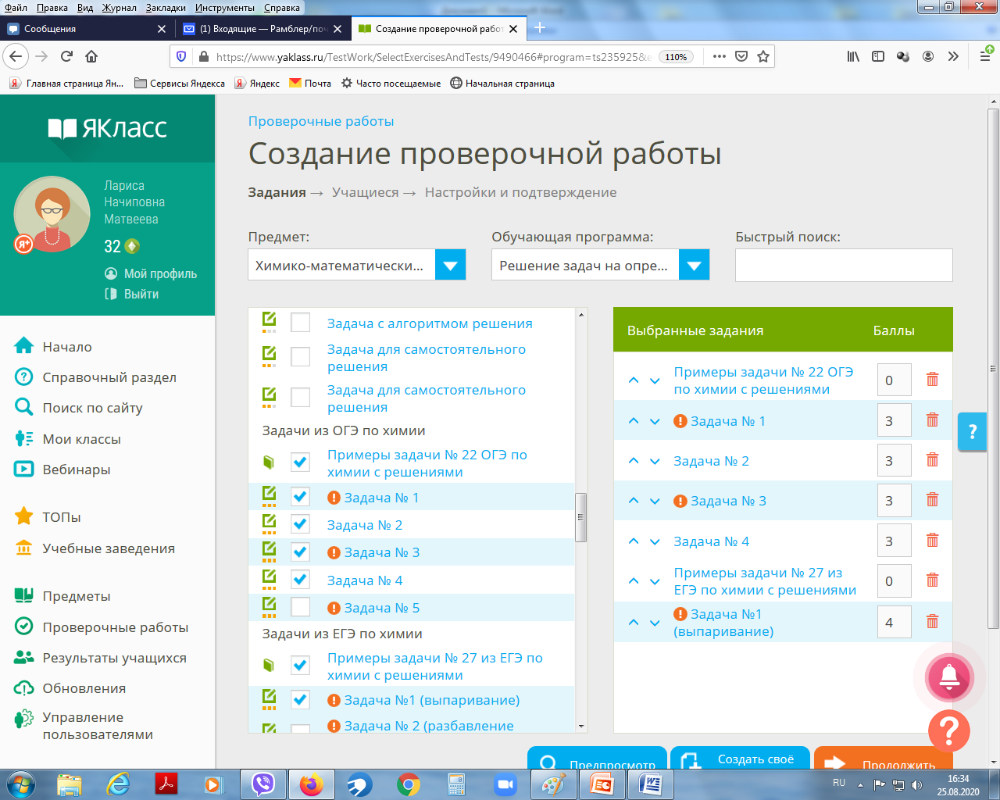 Файл Правка Вид Журнал Закладки Инструменты Справка
Сообщения
(1) Входящие — Рамблер/поч
Создание проверочной работ
https://www.yaklass.ru/TestWork/SelectExercisesAndTests/9490466#program=ts235925&e
110%
Главная страница Ян...
Сервисы Яндекса
Яндекс
Почта
Часто посещаемые
Начальная страница
ЯКласс
Лариса
Начиповна
Матвеева
Я+
32
Мой профиль
Выйти
Начало
Справочный раздел
Поиск по сайту
Мои классы
Вебинары
ТОПы
Учебные заведения
Предметы
Проверочные работы
Результаты учащихся
Обновления
Управление
пользователями
Проверочные работы
Создание проверочной работы
Задания → Учащиеся → Настройки и подтверждение
Предмет:
Химико-математически...
Обучающая программа:
Решение задач на опре...
Быстрый поиск:
Задача с алгоритмом решения
Задача для самостоятельного
решения
Задача для самостоятельного
решения
Задачи из ОГЭ по химии
Примеры задачи № 22 ОГЭ по
химии с решениями
Задача № 1
Задача № 2
Задача № 3
Задача № 4
Задача № 5
Задачи из ЕГЭ по химии
Примеры задачи № 27 из ЕГЭ по
химии с решениями
Задача №1 (выпаривание)
Задача № 2 (разбавление
Выбранные задания Баллы
Примеры задачи № 22 ОГЭ
по химии с решениями
0
Задача № 1 3
Задача № 2 3
Задача № 3 3
Задача № 4 3
Примеры задачи № 27 из
ЕГЭ по химии с решениями
0
Задача №1
(выпаривание)
4
?
?
Предпросмотр
Создать своё
Продолжить
RU
16:34
25.08.2020